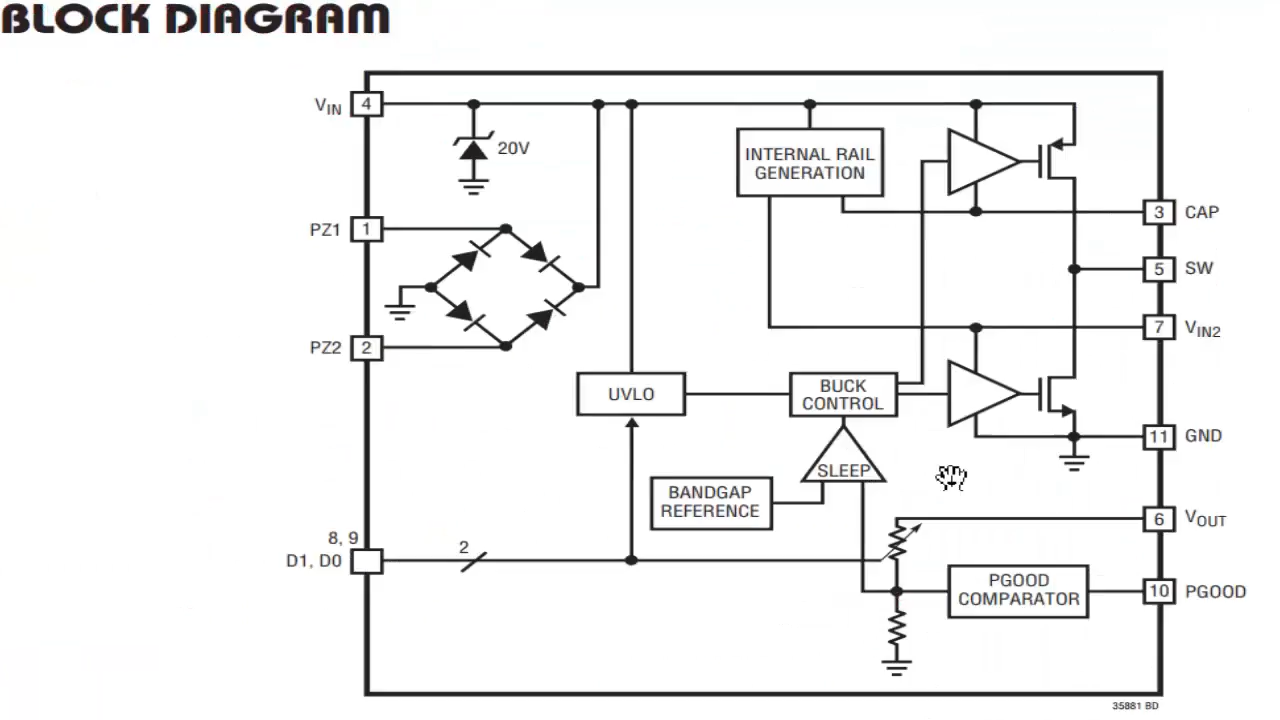 BLOCK DIAGRAM
VIN 4
20V
INTERNAL RAIL
GENERATION
PZ1 1
3 CAP
5 SW
7 VIN2
PZ2 2
UVLO
BUCK
CONTROL
11 GND
SLEEP
BANDGAP
REFERENCE
6 VOUT
8, 9
D1, D0
2
PGOOD
COMPARATOR
10 PGOOD
35881 BD